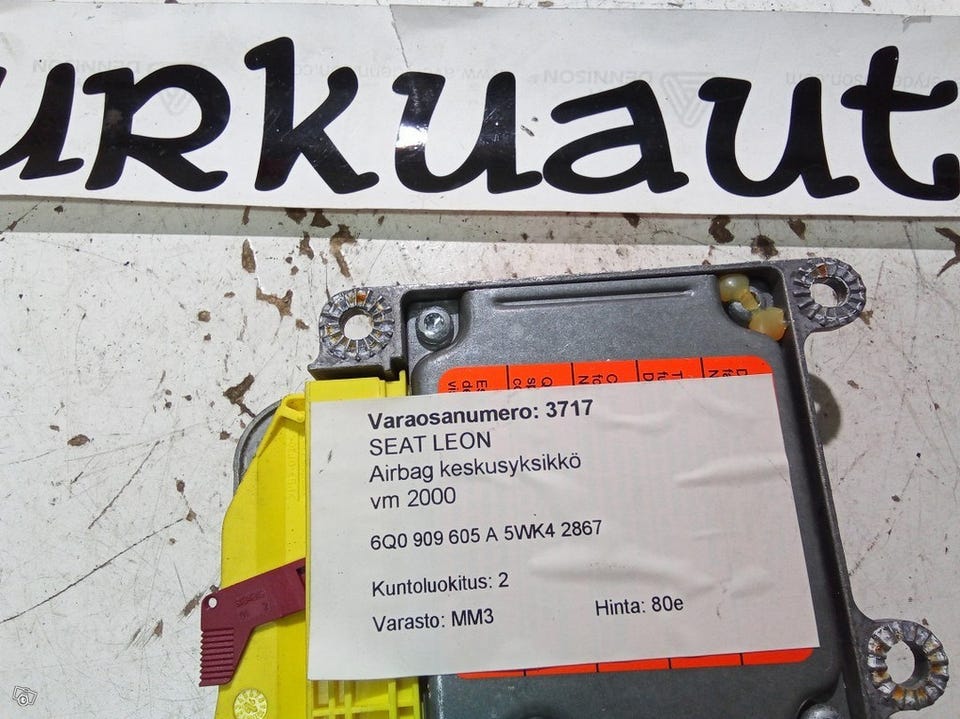 urkuaut
Varaosanumero: 3717
SEAT LEON
Airbag keskusyksikkö
vm 2000
6Q0 909 605 A 5WK4 2867
Kuntoluokitus: 2
Varasto: MM3
Hinta: 80e